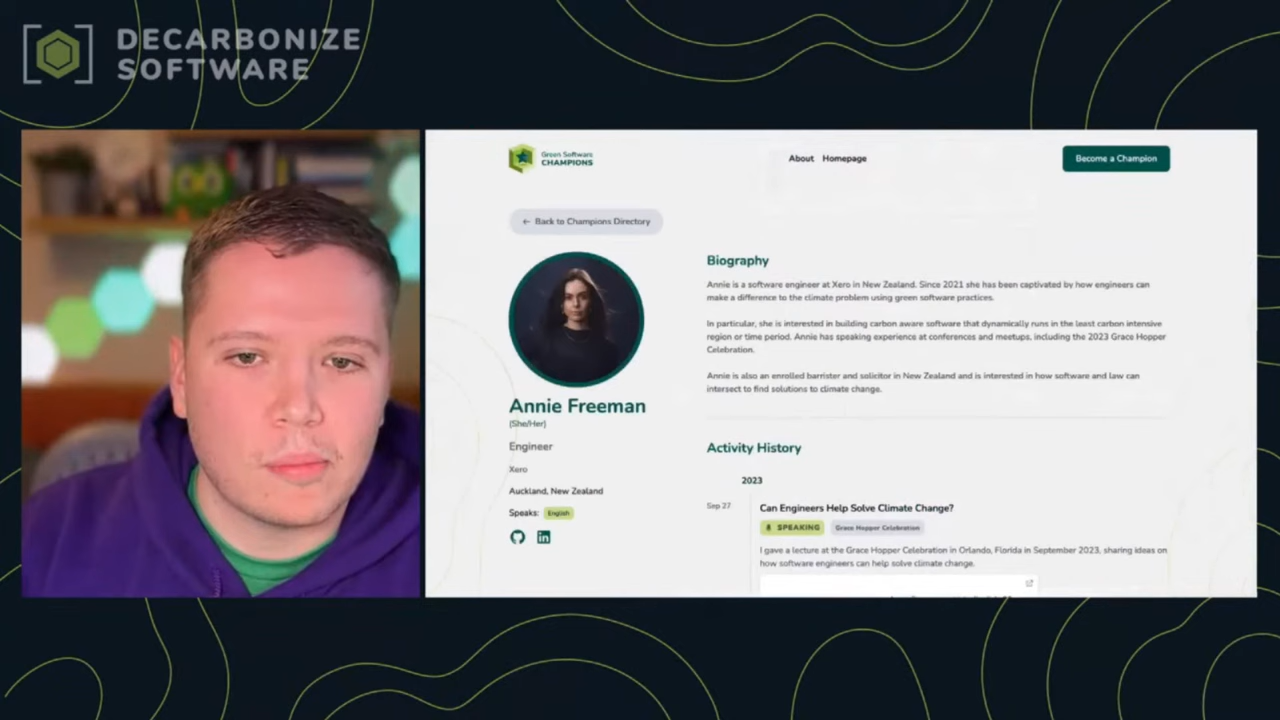 DECARBONIZE
SOFTWARE
Green Software
CHAMPIONS
About Homepage
Become a Champion
← Back to Champions Directory
Annie Freeman
(She/Her)
Engineer
Xero
Auckland, New Zealand
Speaks: English
Biography
Annie is a software engineer at Xero in New Zealand. Since 2021 she has been captivated by how engineers can
make a difference to the climate problem using green software practices.
In particular, she is interested in building carbon aware software that dynamically runs in the least carbon intensive
region or time period. Annie has speaking experience at conferences and meetups, including the 2023 Grace Hopper
Celebration.
Annie is also an enrolled barrister and solicitor in New Zealand and is interested in how software and law can
intersect to find solutions to climate change.
Activity History
2023
Sep 27
Can Engineers Help Solve Climate Change?
SPEAKING Grace Hopper Celebration
I gave a lecture at the Grace Hopper Celebration in Orlando, Florida in September 2023, sharing ideas on
how software engineers can help solve climate change.